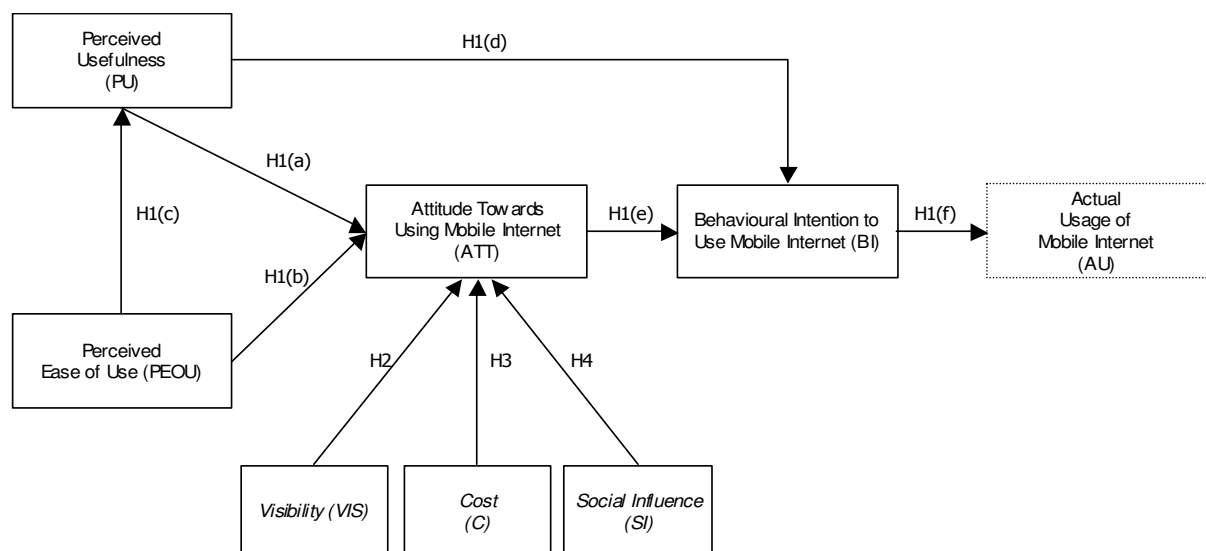 Perceived
Usefulness
(PU)
H1(d)
H1(a)
H1(c)
Attitude Towards
Using Mobile Internet
(ATT)
H1(e)
Behavioural Intention to
Use Mobile Internet (BI)
H1(f)
Actual
Usage of
Mobile Internet
(AU)
H1(b)
Perceived
Ease of Use (PEOU)
H2
H3
H4
Visibility (VIS)
Cost
(C)
Social Influence
(SI)